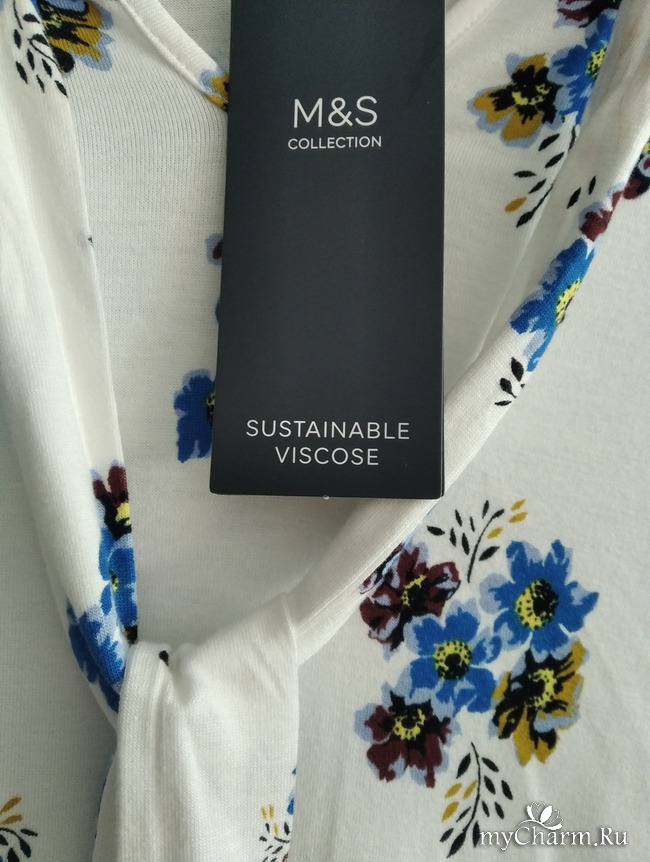 M&S
COLLECTION
SUSTAINABLE
VISCOSE
myCharm.Ru